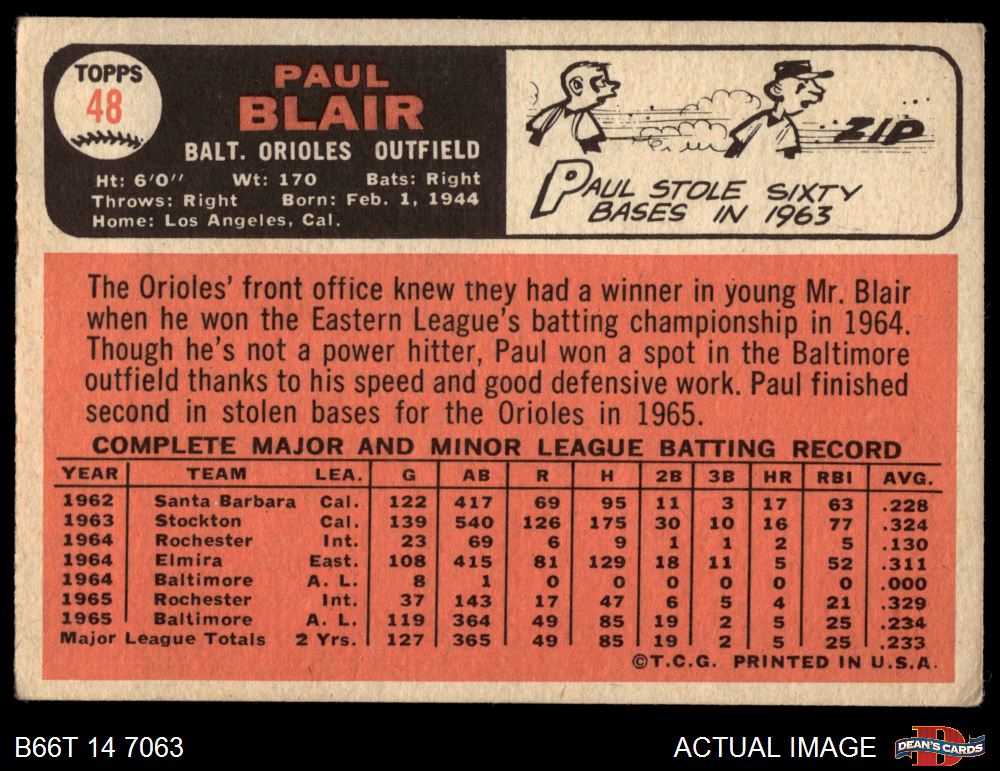 TOPPS
48
PAUL
BLAIR
BALT. ORIOLES OUTFIELD
Ht: 6'0" Wt: 170 Bats: Right
Throws: Right Born: Feb. 1, 1944
Home: Los Angeles, Cal.
ZIP
PAUL STOLE SIXTY
BASES IN 1963
The Orioles' front office knew they had a winner in young Mr. Blair
when he won the Eastern League's batting championship in 1964.
Though he's not a power hitter, Paul won a spot in the Baltimore
outfield thanks to his speed and good defensive work. Paul finished
second in stolen bases for the Orioles in 1965.
COMPLETE MAJOR AND MINOR LEAGUE BATTING RECORD
YEAR TEAM LEA. G AB R H 2B 3B HR RBI AVG.
1962 Santa Barbara Cal. 122 417 69 95 11 3 17 63 .228
1963 Stockton Cal. 139 540 126 175 30 10 16 77 .324
1964 Rochester Int. 23 69 6 9 1 1 2 5 .130
1964 Elmira East. 108 415 81 129 18 11 5 52 .311
1964 Baltimore A. L. 8 1 0 0 0 0 0 0 .000
1965 Rochester Int. 37 143 17 47 6 5 4 21 .329
1965 Baltimore A. L. 119 364 49 85 19 2 5 25 .234
Major League Totals 2 Yrs. 127 365 49 85 19 2 5 25 .233
©T.C.G. PRINTED IN U.S.A.
B66T 14 7063
ACTUAL IMAGE
DEAN'S CARDS